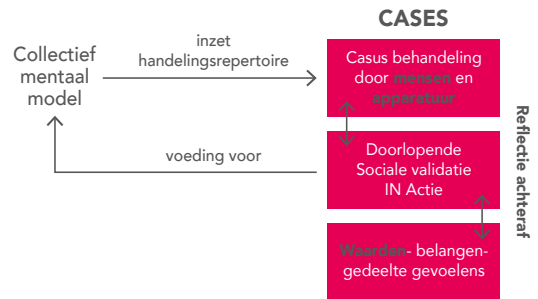 CASES
Collectief
mentaal
model
inzet
handelingsrepertoire
Casus behandeling
door mensen en
apparatuur
voeding voor
Doorlopende
Sociale validatie
IN Actie
Waarden- belangen-
gedeelte gevoelens
Reflectie achteraf